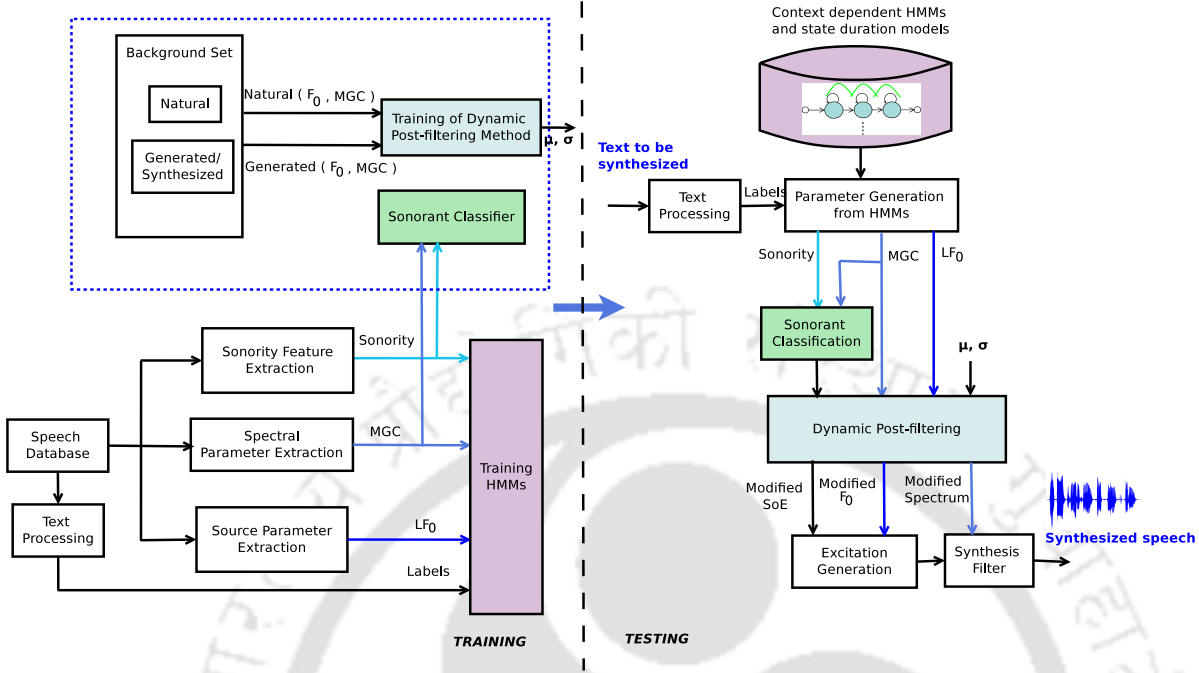 Background Set
Natural
Generated/
Synthesized
Natural ( F0 , MGC )
Generated ( F0 , MGC )
Training of Dynamic
Post-filtering Method
μ, σ
Sonorant Classifier
Speech
Database
Text
Processing
Sonority Feature
Extraction
Spectral
Parameter Extraction
Source Parameter
Extraction
Sonority
MGC
LF0
Labels
Training
HMMs
TRAINING
TESTING
Context dependent HMMs
and state duration models
Text to be
synthesized
Text
Processing
Labels
Parameter Generation
from HMMs
Sonority
MGC
LF0
Sonorant
Classification
μ, σ
Dynamic Post-filtering
Modified
SoE
Modified
F0
Modified
Spectrum
Excitation
Generation
Synthesis
Filter
Synthesized speech